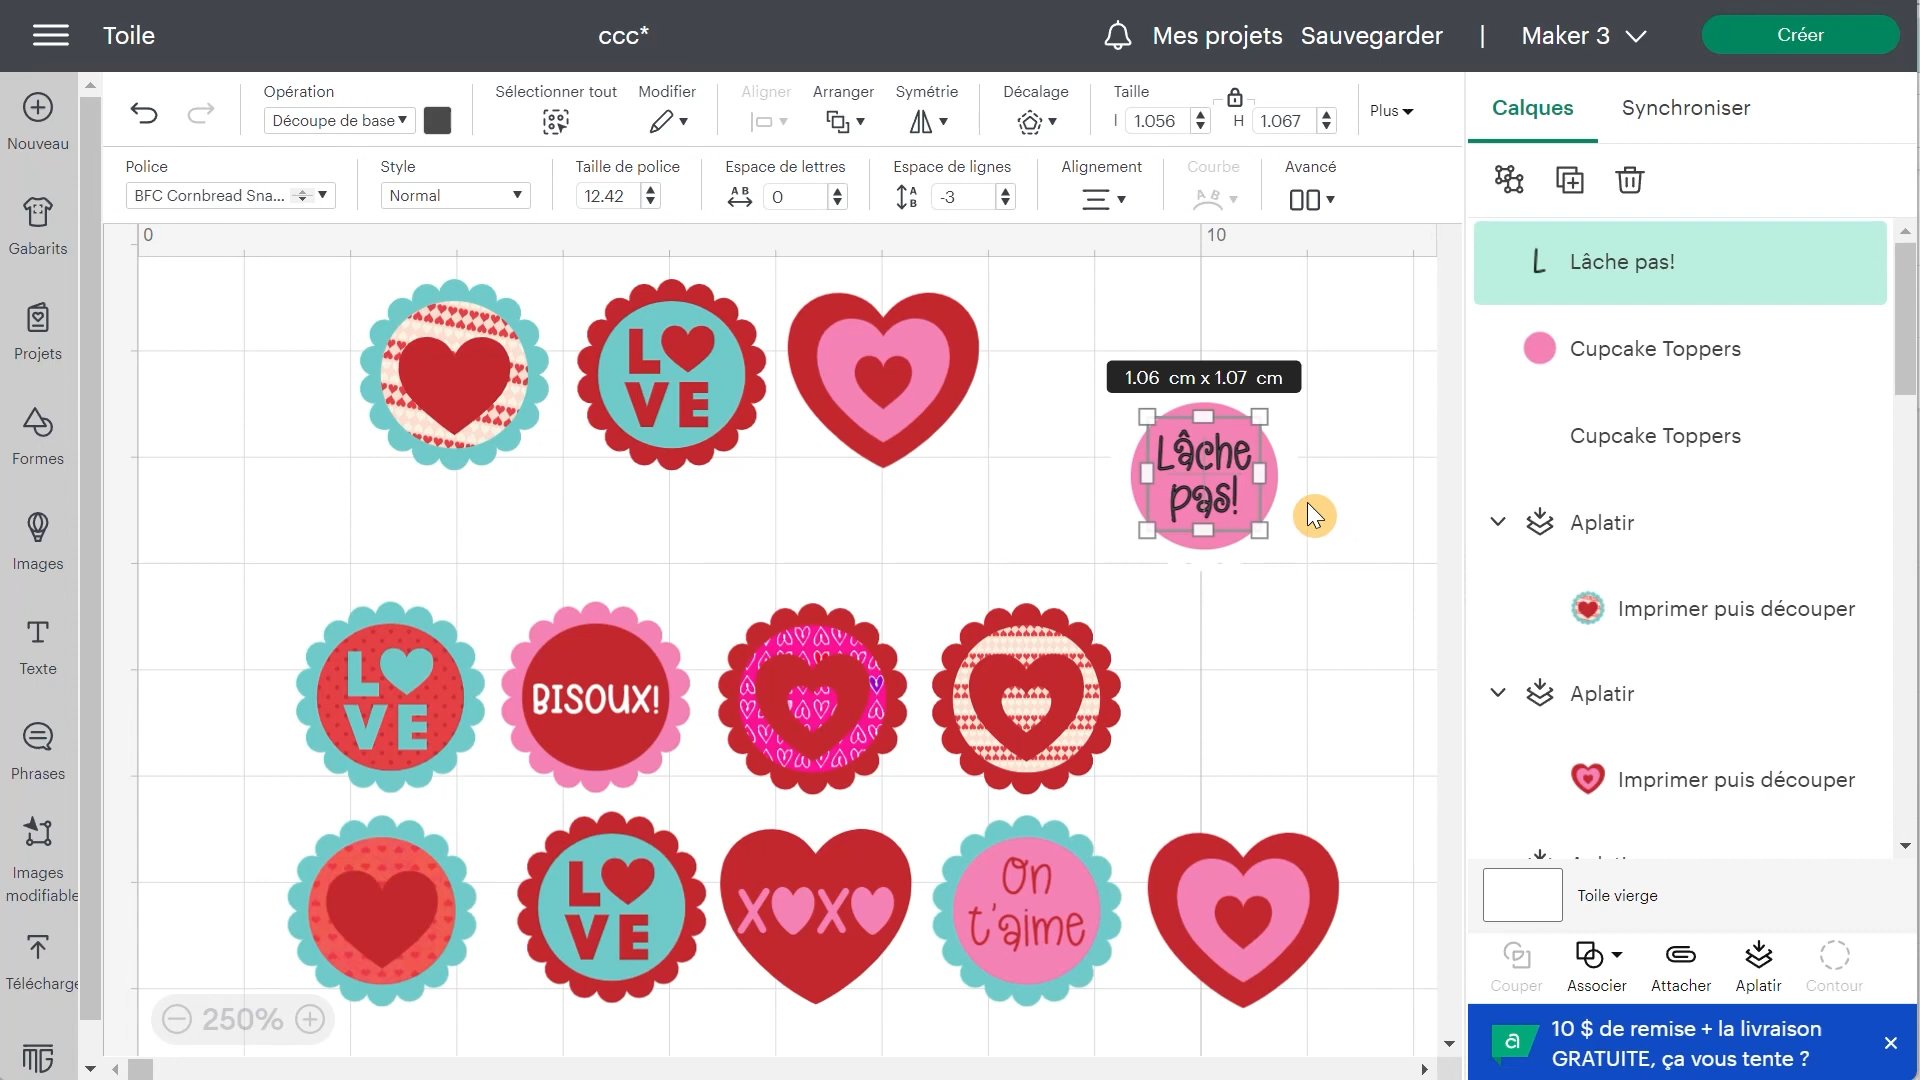 Toile
ccc*
Mes projets
Sauvegarder
|
Maker 3
Créer
Nouveau
Gabarits
Projets
Formes
Images
Texte
Phrases
Images
modifiable
Télécharge
Opération
Découpe de base
Sélectionner tout
Modifier
Aligner
Arranger
Symétrie
Décalage
Taille
l 1.056
H 1.067
Plus
Police
BFC Cornbread Sna...
Style
Normal
Taille de police
12.42
Espace de lettres
0
Espace de lignes
-3
Alignement
Courbe
Avancé
0
10
LOVE
1.06 cm x 1.07 cm
Lâche
pas!
LOVE
BISOUX!
LOVE
XOXO
On
t'aime
250%
Calques
Synchroniser
L Lâche pas!
Cupcake Toppers
Cupcake Toppers
Aplatir
Imprimer puis découper
Aplatir
Imprimer puis découper
Toile vierge
Couper
Associer
Attacher
Aplatir
Contour
a
10 $ de remise + la livraison
GRATUITE, ça vous tente ?